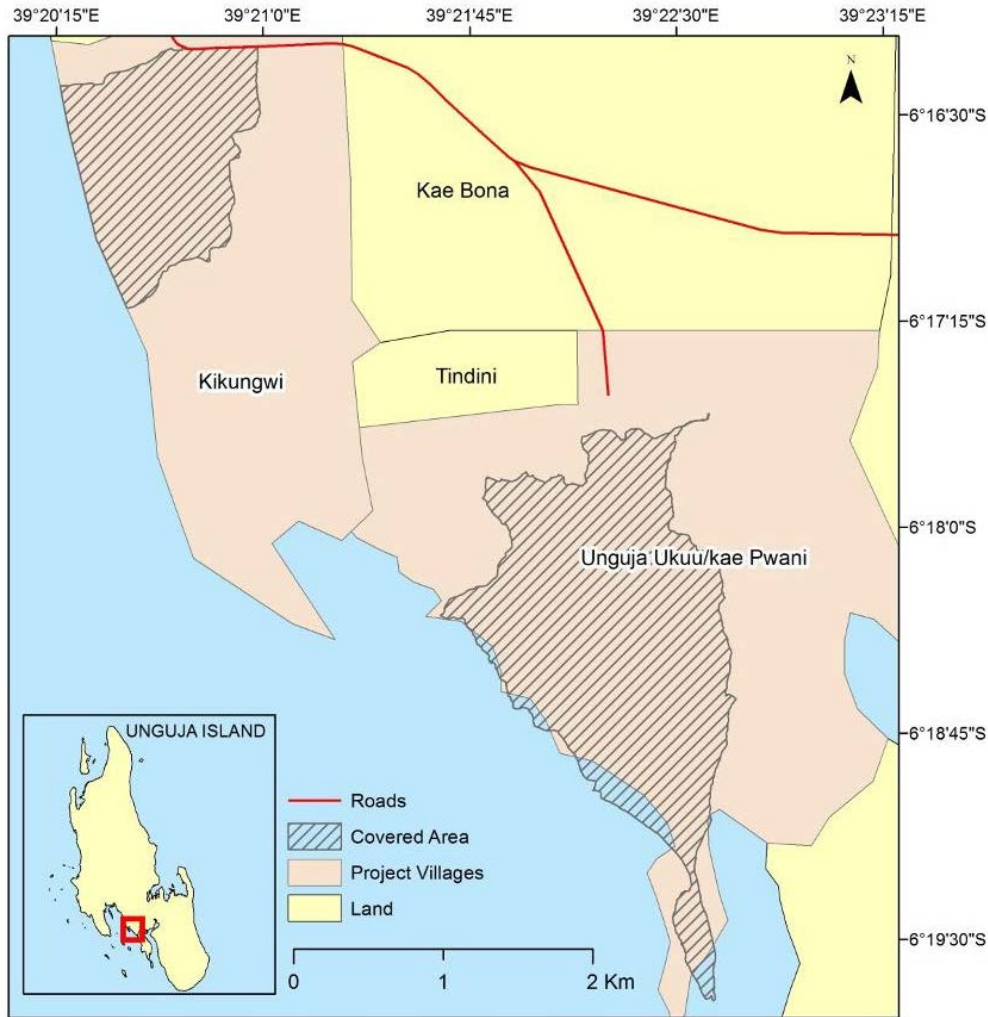 39°20'15"E 39°21'0"E 39°21'45"E 39°22'30"E 39°23'15"E
N
6°16'30"S
Kae Bona
6°17'15"S
Kikungwi
Tindini
6°18'0"S
Unguja Ukuu/kae Pwani
6°18'45"S
UNGUJA ISLAND
Roads
Covered Area
Project Villages
Land
6°19'30"S
0 1 2 Km